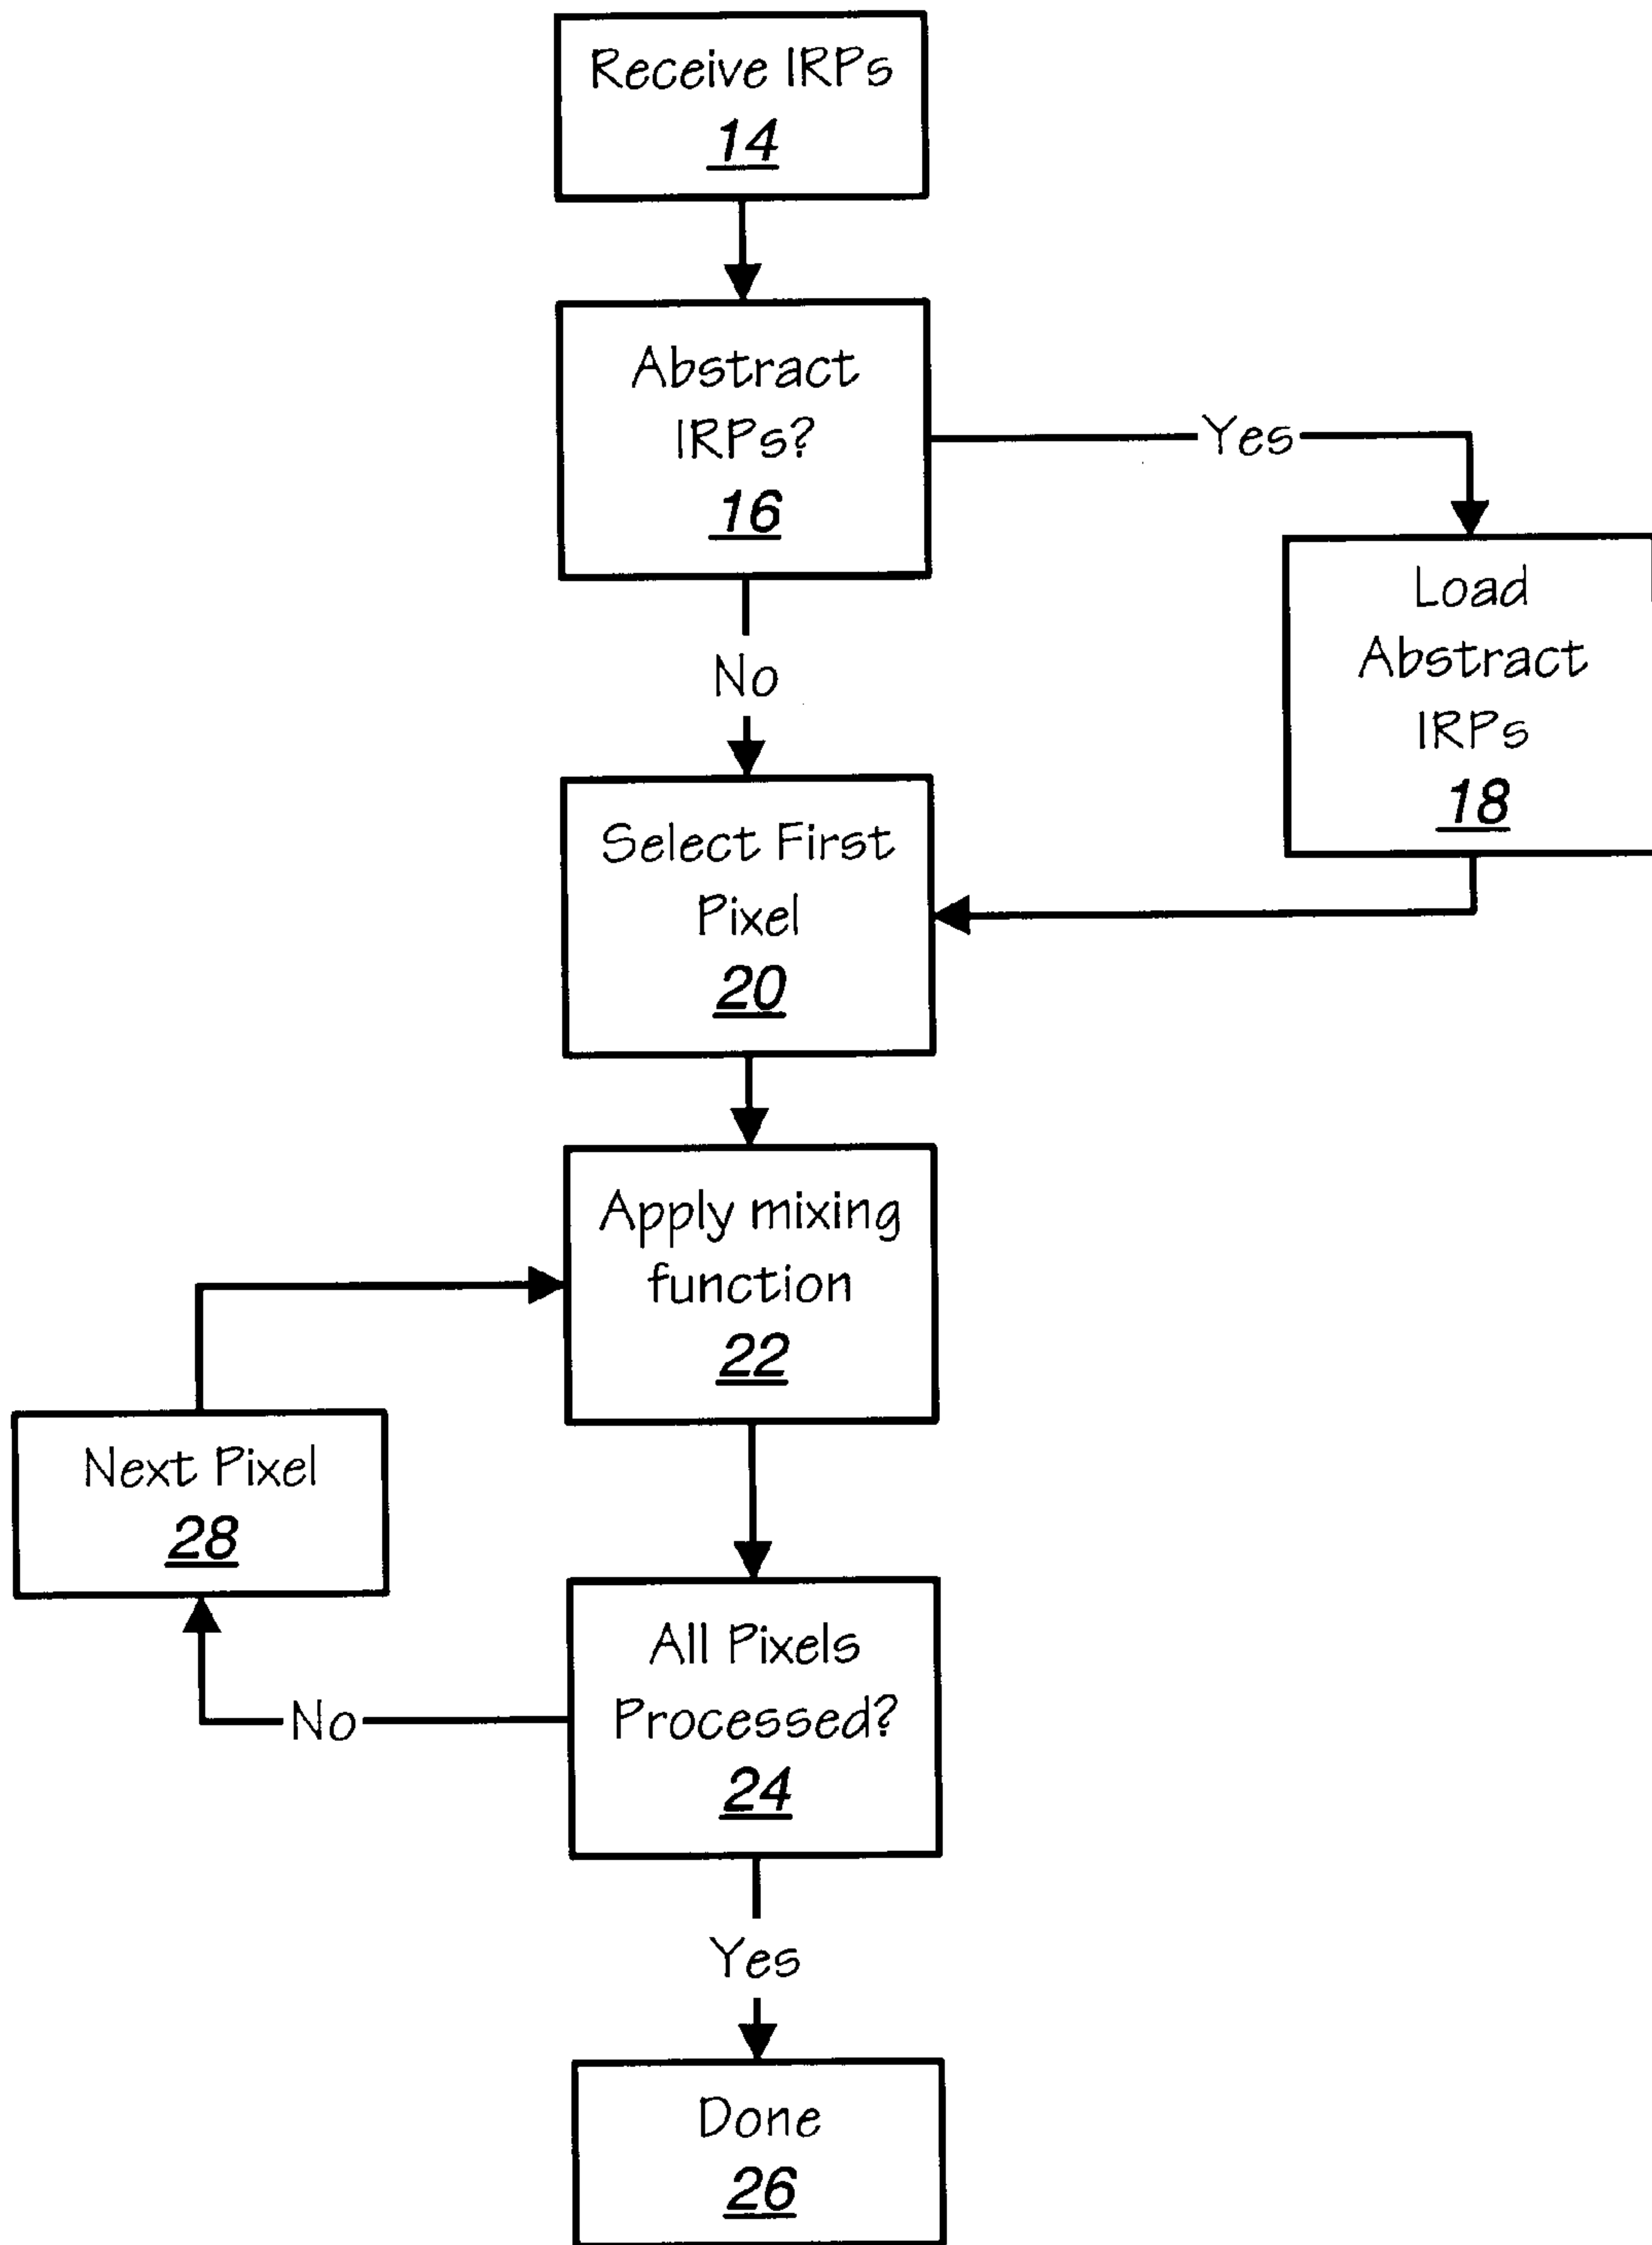 Receive IRPs
14
Abstract
IRPs?
16
Yes
Load
Abstract
IRPs
18
No
Select First
Pixel
20
Apply mixing
function
22
Next Pixel
28
All Pixels
Processed?
24
No
Yes
Done
26